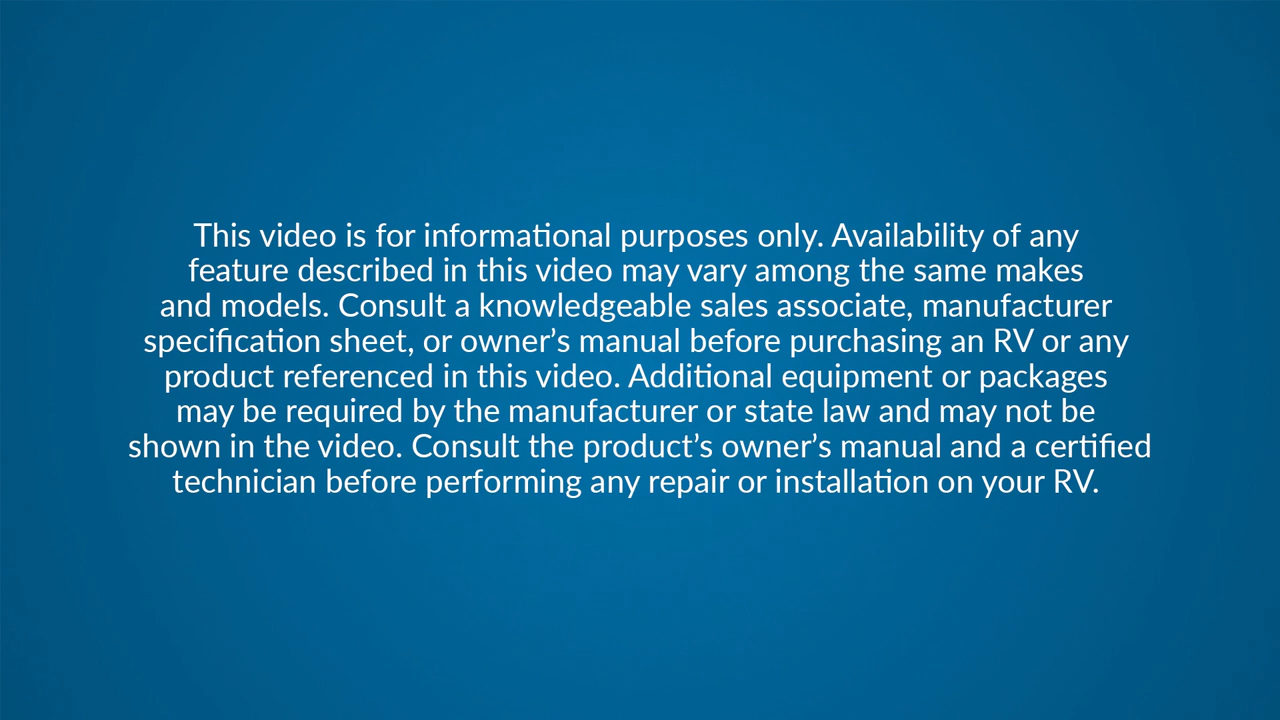 This video is for informational purposes only. Availability of any
feature described in this video may vary among the same makes
and models. Consult a knowledgeable sales associate, manufacturer
specification sheet, or owner’s manual before purchasing an RV or any
product referenced in this video. Additional equipment or packages
may be required by the manufacturer or state law and may not be
shown in the video. Consult the product’s owner’s manual and a certified
technician before performing any repair or installation on your RV.